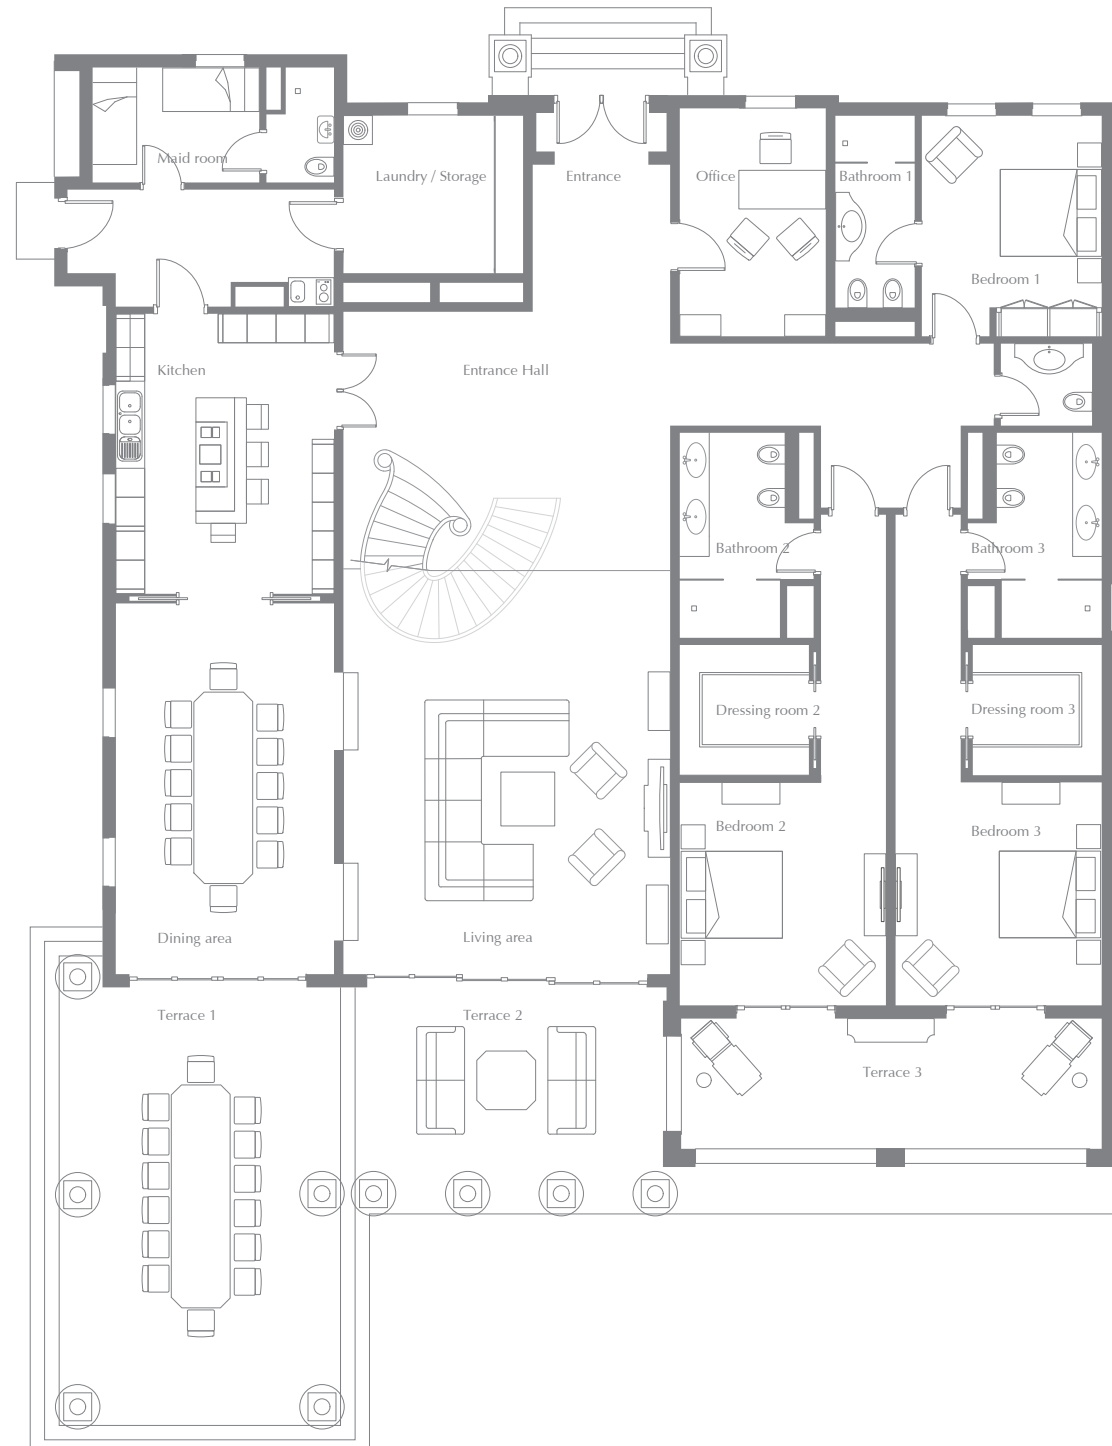 Maid room
Laundry / Storage
Entrance
Office
Bathroom 1
Bedroom 1
Kitchen
Entrance Hall
Bathroom 2
Bathroom 3
Dressing room 2
Dressing room 3
Bedroom 2
Bedroom 3
Dining area
Living area
Terrace 1
Terrace 2
Terrace 3